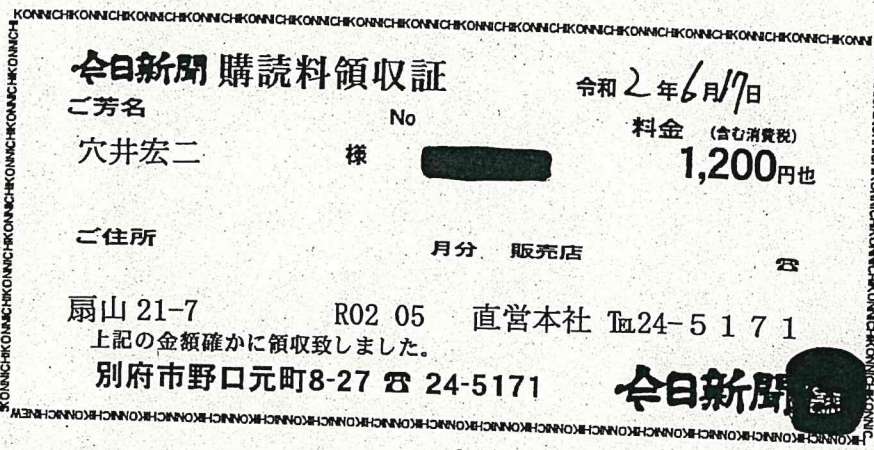 KONNICHIKONNICHIKONNICHIKONNICHIKONNICHIKONNICHIKONNICHIKONNICHIKONNICHIKONNICHIKONNI
今日新聞 購読料領収証
令和 2 年 6 月 17 日
ご芳名
No
料金 (含む消費税)
穴井宏二 様
1,200円也
ご住所
月分 販売店 ☎
扇山 21-7 R02 05 直営本社 ℡24-5171
上記の金額確かに領収致しました。
別府市野口元町8-27 ☎ 24-5171
今日新聞